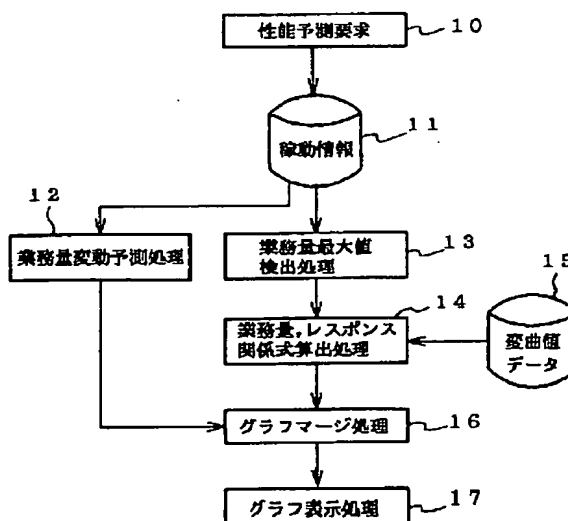 性能予測要求
10
稼動情報
11
12
業務量変動予測処理
業務量最大値
検出処理
13
14
業務量,レスポンス
関係式算出処理
15
変曲値
データ
グラフマージ処理
16
グラフ表示処理
17